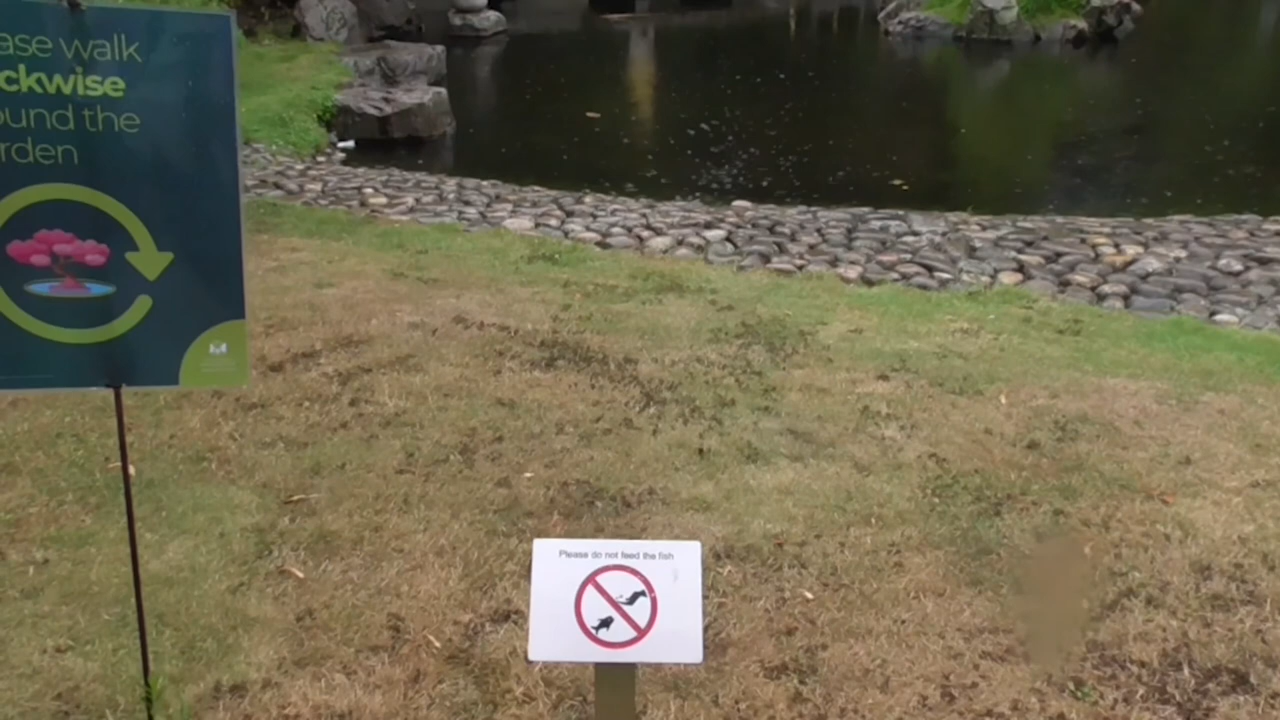 ase walk
ckwise
ound the
rden
Please do not feed the fish